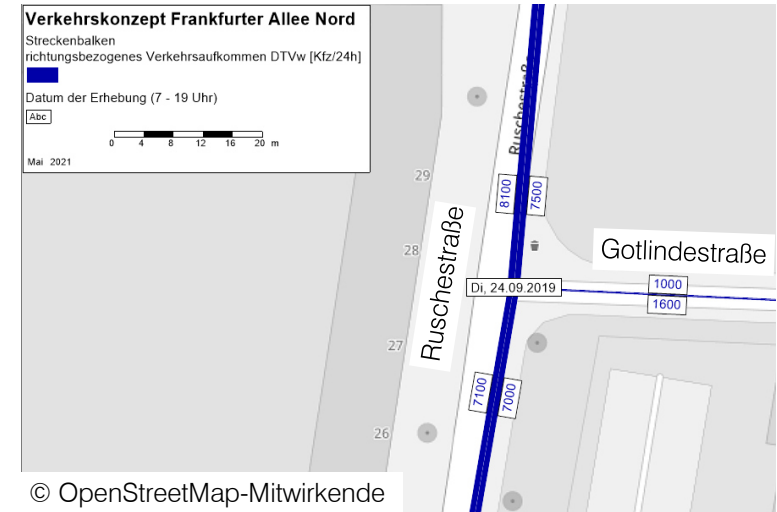 Verkehrskonzept Frankfurter Allee Nord
Streckenbalken
richtungsbezogenes Verkehrsaufkommen DTVw [Kfz/24h]
Datum der Erhebung (7 - 19 Uhr)
Abc
0 4 8 12 16 20 m
Mai 2021
Ruschestraße
29
8100
7500
Ruschestraße
28
Gotlindestraße
Di, 24.09.2019
1000
1600
27
7100
7000
26
© OpenStreetMap-Mitwirkende